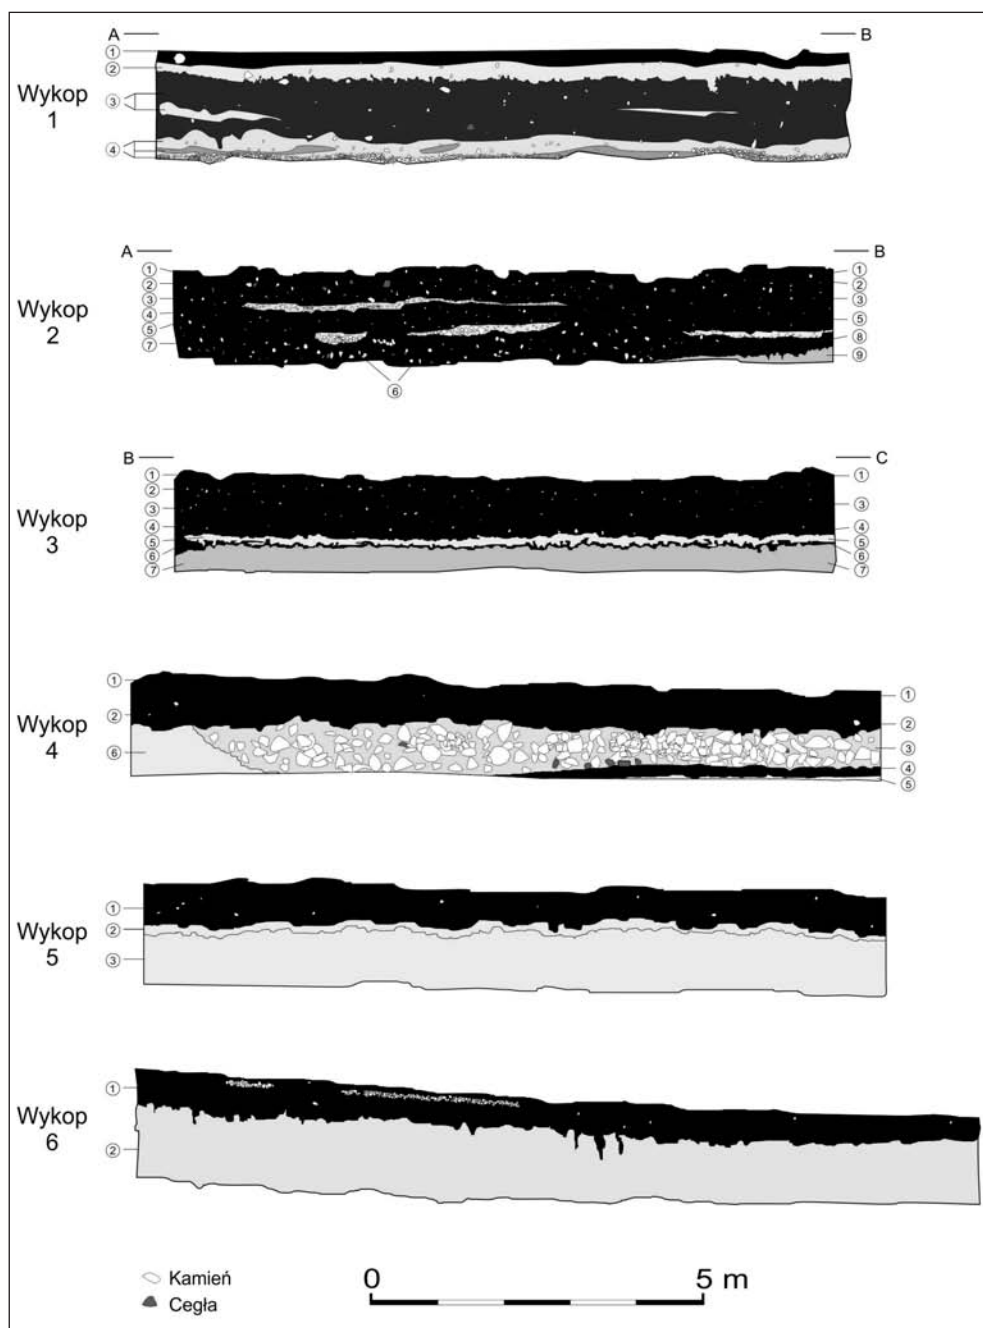 A B
①
②
Wykop
1
③
④
A B
Wykop
2
① ①
② ②
③ ③
④
⑤ ⑤
⑦ ⑧
⑨
⑥
B C
Wykop
3
① ①
②
③ ③
④ ④
⑤ ⑤
⑥ ⑥
⑦ ⑦
Wykop
4
① ①
② ②
⑥ ③
④
⑤
Wykop
5
①
②
③
Wykop
6
①
②
Kamień
Cegła
0 5 m